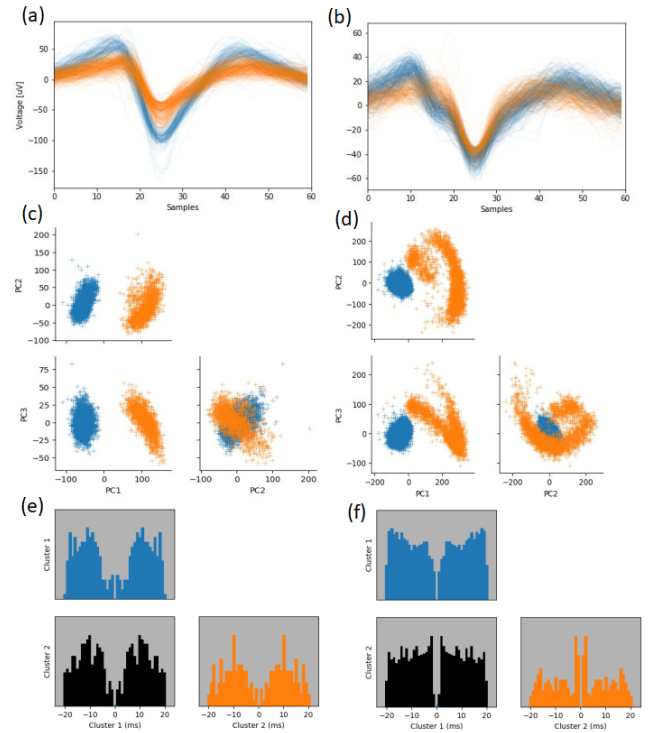 (a)
(b)
Voltage [uV]
50
0
−50
−100
−150
0 10 20 30 40 50 60
Samples
60
40
20
0
−20
−40
−60
0 10 20 30 40 50 60
Samples
(c)
(d)
PC2
200
150
100
50
0
−50
−100
PC2
200
100
0
−100
−200
PC3
75
50
25
0
−25
−50
−100 0 100
PC1
0 100 200
PC2
PC3
200
100
0
−100
−200 0 200
PC1
−200 0 200
PC2
(e)
(f)
Cluster 1
Cluster 1
Cluster 2
−20 −10 0 10 20
Cluster 1 (ms)
−20 −10 0 10 20
Cluster 2 (ms)
Cluster 2
−20 −10 0 10 20
Cluster 1 (ms)
−20 −10 0 10 20
Cluster 2 (ms)